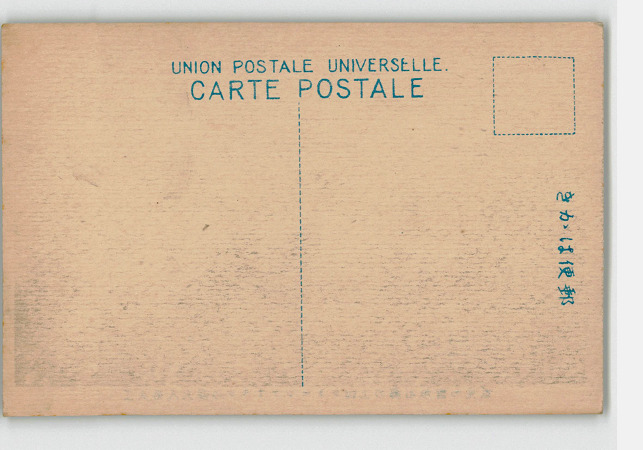 UNION POSTALE UNIVERSELLE.
CARTE POSTALE
きがは便郵